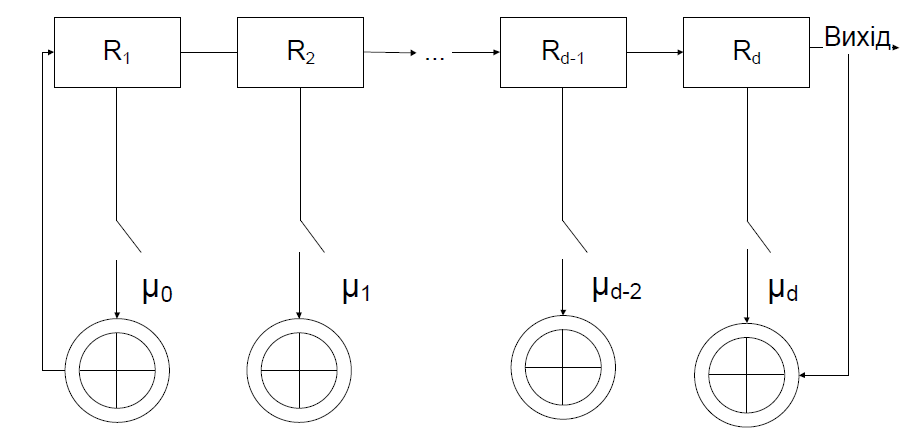 R1
R2
...
Rd-1
Rd
Вихід
μ0
μ1
μd-2
μd